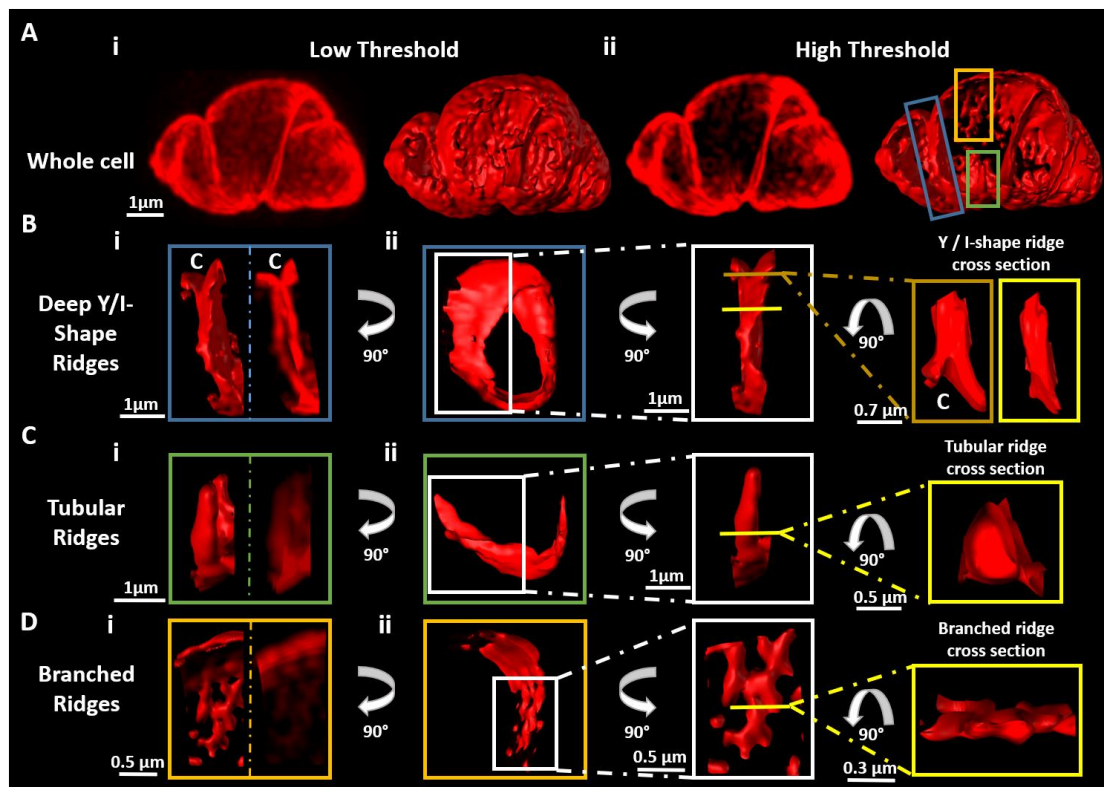 A
i
Low Threshold
ii
High Threshold
Whole cell
1µm
B
i
ii
Y / I-shape ridge
cross section
C
C
Deep Y/I-
Shape
Ridges
90°
90°
90°
C
1µm
1µm
0.7 µm
C
i
ii
Tubular ridge
cross section
Tubular
Ridges
90°
90°
90°
1µm
1µm
0.5 µm
D
i
ii
Branched ridge
cross section
Branched
Ridges
90°
90°
90°
0.5 µm
0.5 µm
0.3 µm